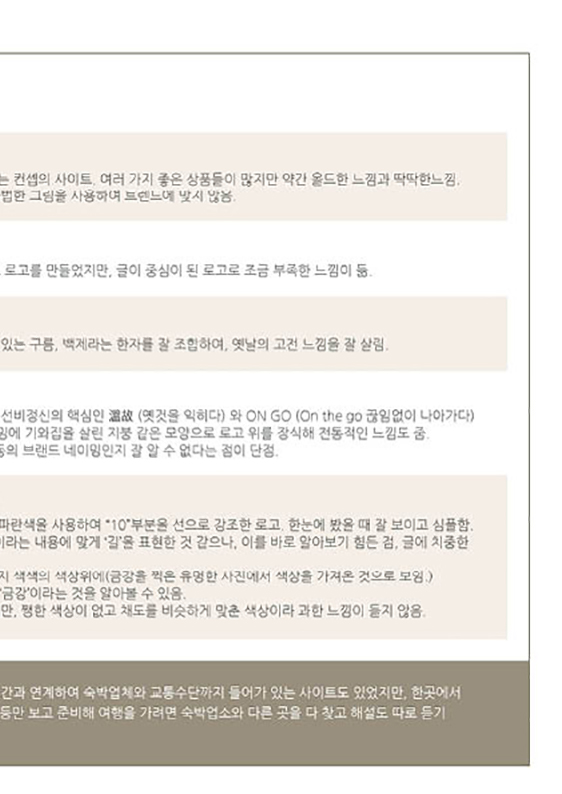 는 컨셉의 사이트. 여러 가지 좋은 상품들이 많지만 약간 올드한 느낌과 딱딱한느낌.
법한 그림을 사용하여 트렌드에 맞지 않음.
로고를 만들었지만, 글이 중심이 된 로고로 조금 부족한 느낌이 듦.
있는 구름, 백제라는 한자를 잘 조합하여, 옛날의 고전 느낌을 잘 살림.
선비정신의 핵심인 溫故 (옛것을 익히다) 와 ON GO (On the go 끊임없이 나아가다)
밍에 기와집을 살린 지붕 같은 모양으로 로고 위를 장식해 전통적인 느낌도 줌.
동의 브랜드 네이밍인지 잘 알 수 없다는 점이 단점.
파란색을 사용하여 "10"부분을 선으로 강조한 로고. 한눈에 봤을 때 잘 보이고 심플함.
이라는 내용에 맞게 '길'을 표현한 것 같으나, 이를 바로 알아보기 힘든 점, 글에 치중한
지 색색의 색상위에(금강을 찍은 유명한 사진에서 색상을 가져온 것으로 보임.)
'금강'이라는 것을 알아볼 수 있음.
만, 쨍한 색상이 없고 채도를 비슷하게 맞춘 색상이라 과한 느낌이 들지 않음.
간과 연계하여 숙박업체와 교통수단까지 들어가 있는 사이트도 있었지만, 한곳에서
등만 보고 준비해 여행을 가려면 숙박업소와 다른 곳을 다 찾고 해설도 따로 듣기